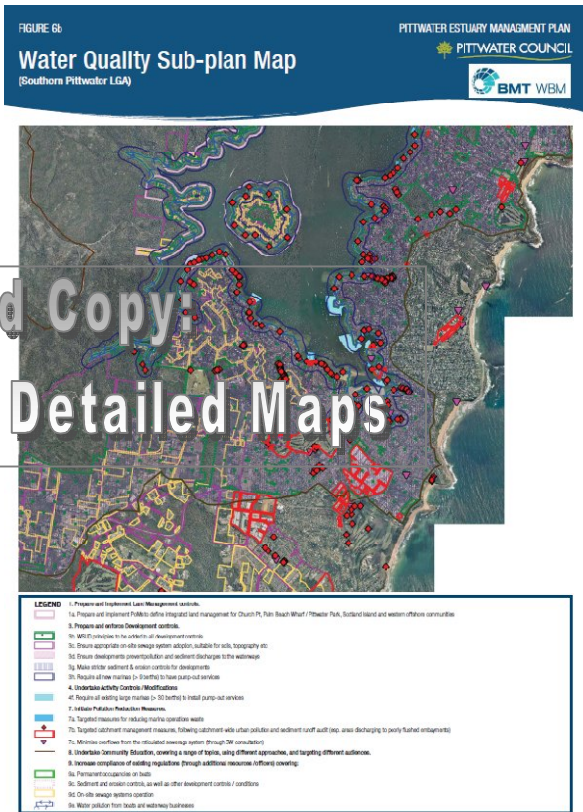 FIGURE 6b
PITTWATER ESTUARY MANAGMENT PLAN
PITTWATER COUNCIL
Water Quality Sub-plan Map
(Southern Pittwater LGA)
BMT WBM
d Copy:
Detailed Maps
LEGEND
1. Prepare and Implement Land Management controls.
1a. Prepare and implement PoMs to define integrated land management for Church Pt, Palm Beach Wharf / Pittwater Park, Scotland Island and western offshore communities
3. Prepare and enforce Development controls.
3b. WSUD principles to be added to all development controls
3c. Ensure appropriate on-site sewage system adoption, suitable for soils, topography etc
3d. Ensure developments prevent pollution and sediment discharges to the waterways
3g. Make stricter sediment & erosion controls for developments
3h. Require all new marinas (> 9 berths) to have pump-out services
4. Undertake Activity Controls / Modifications
4f. Require all existing large marinas (> 30 berths) to install pump-out services
7. Initiate Pollution Reduction Measures.
7a. Targeted measures for reducing marina operations waste
7b. Targeted catchment management measures, following catchment-wide urban pollution and sediment runoff audit (esp. areas discharging to poorly flushed embayments)
7c. Minimise overflows from the reticulated sewerage system (through SW consultation)
8. Undertake Community Education, covering a range of topics, using different approaches, and targeting different audiences.
9. Increase compliance of existing regulations (through additional resources /officers) covering:
9a. Permanent occupancies on boats
9c. Sediment and erosion controls, as well as other development controls / conditions
9d. On-site sewage systems operation
9e. Water pollution from boats and waterway businesses